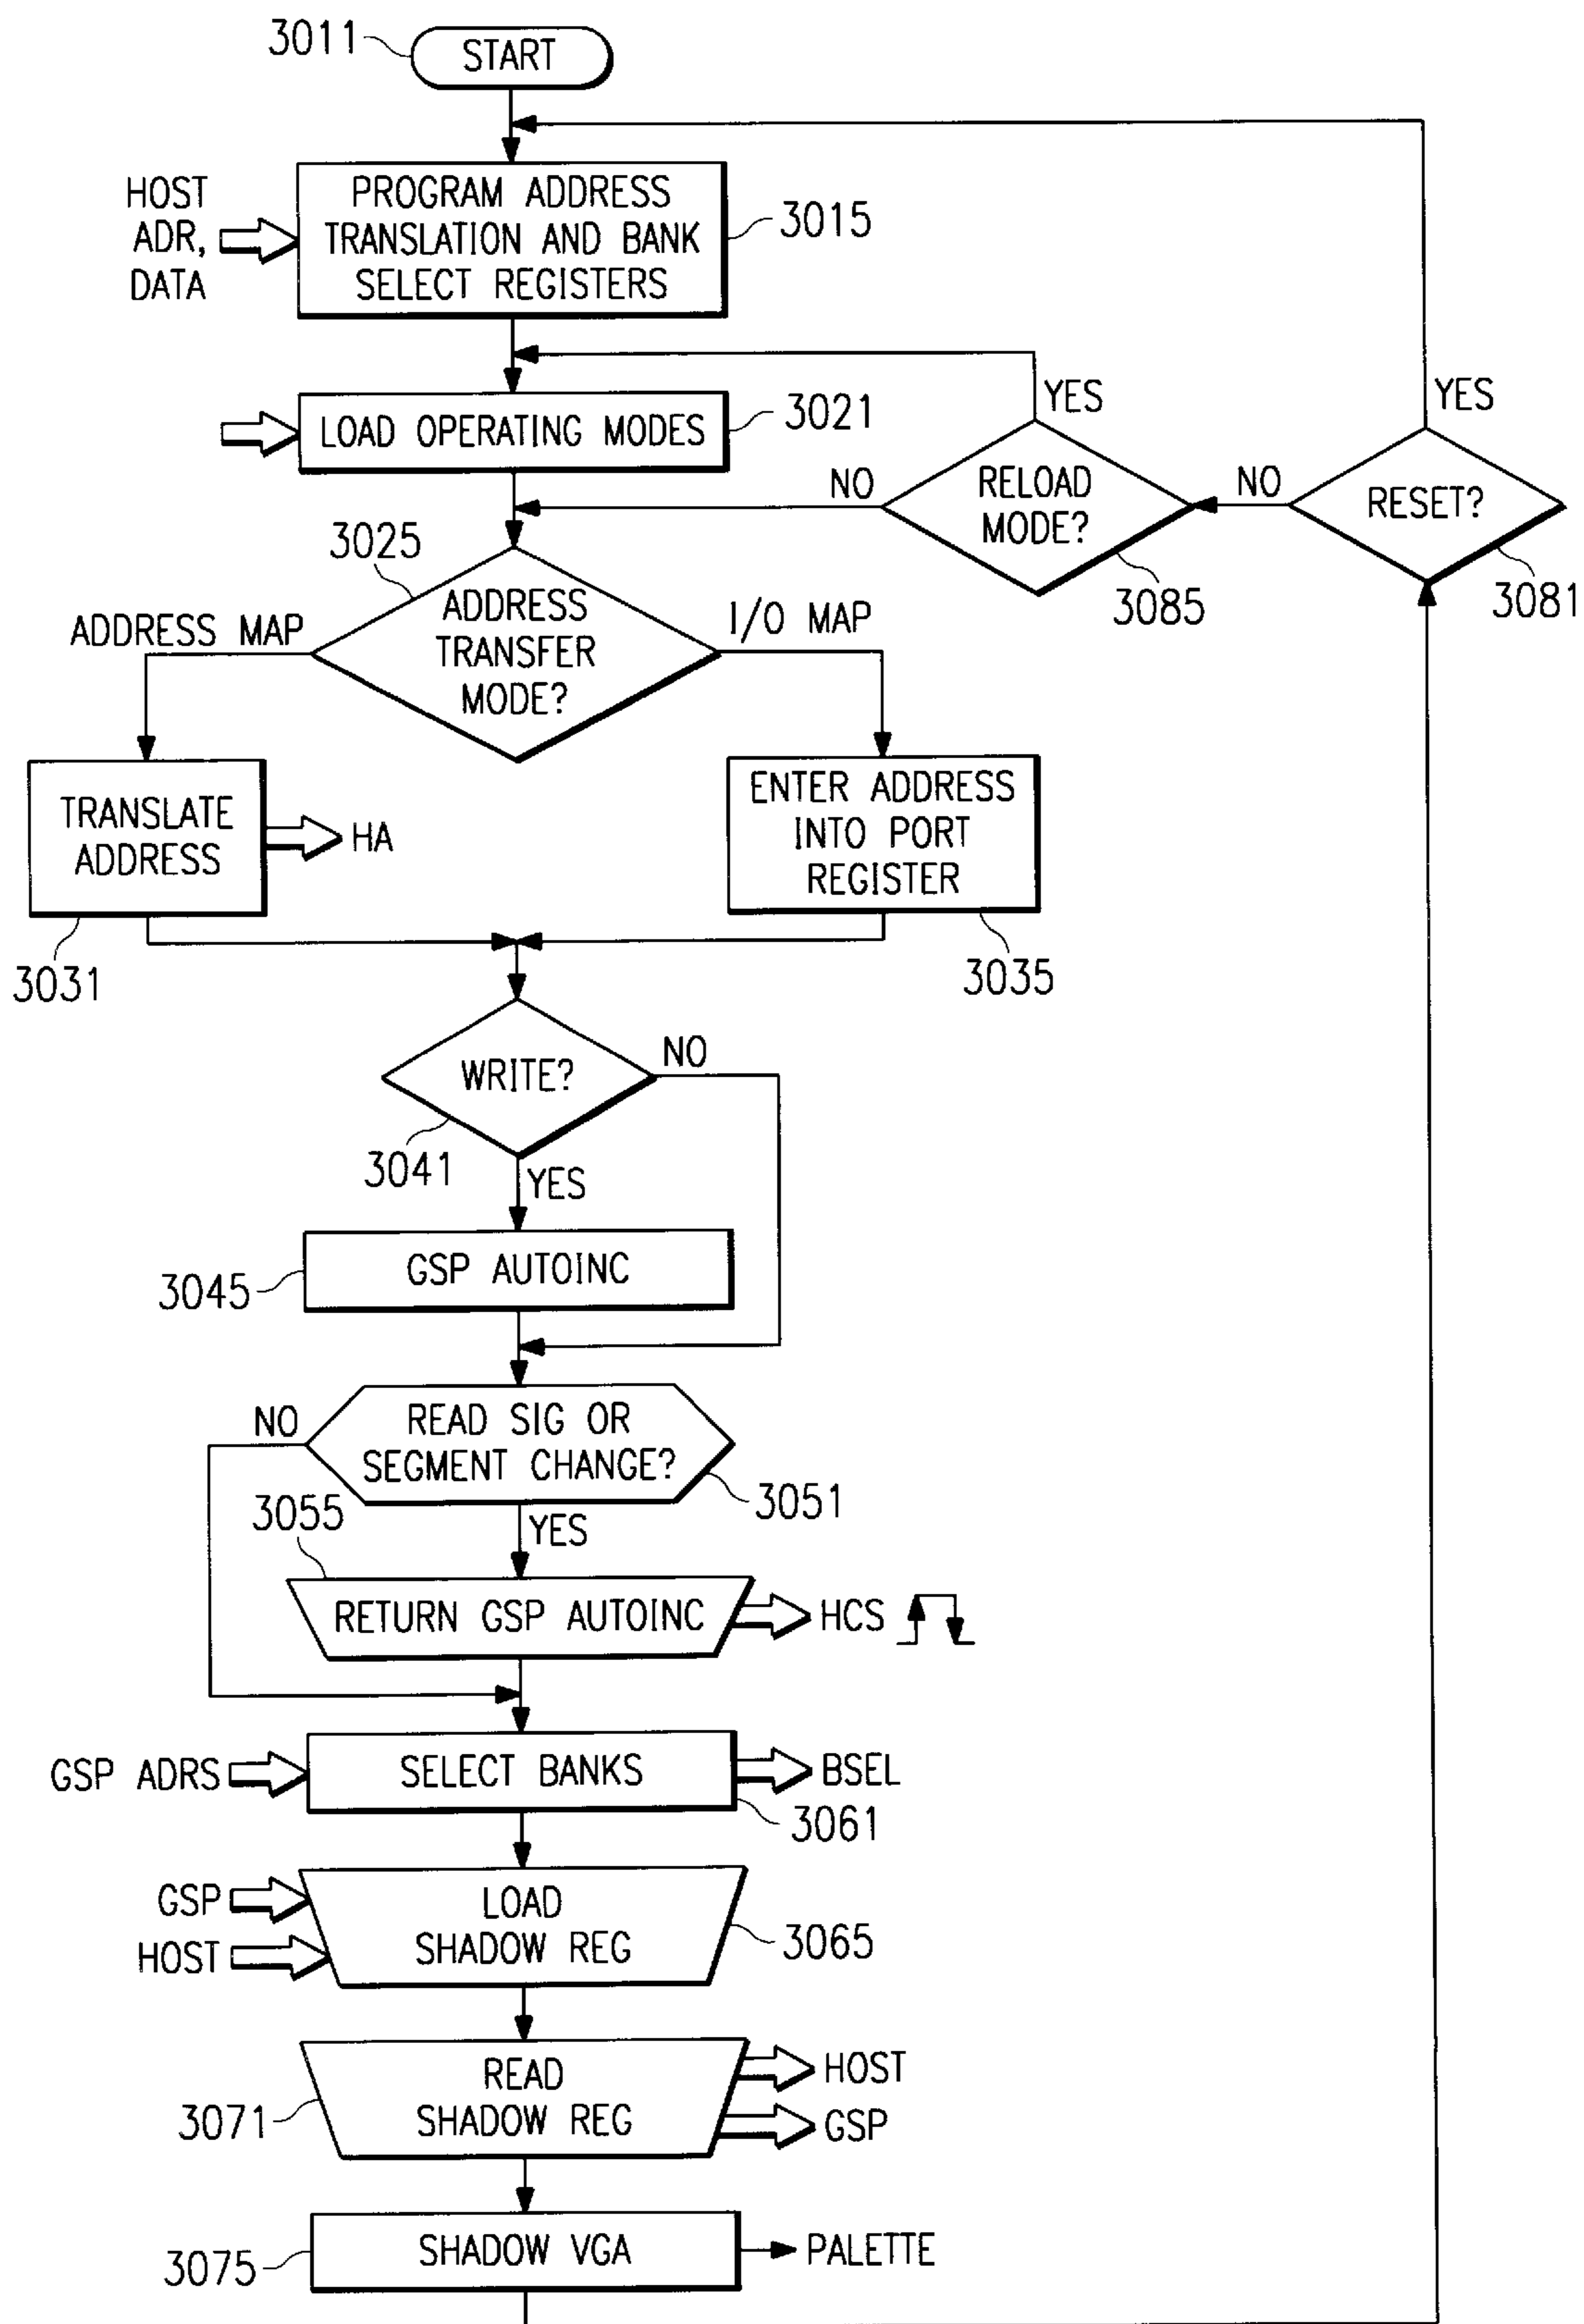 3011
START
HOST
ADR,
DATA
PROGRAM ADDRESS
TRANSLATION AND BANK
SELECT REGISTERS
3015
LOAD OPERATING MODES
3021
YES
YES
NO
RELOAD
MODE?
3085
NO
RESET?
3081
3025
ADDRESS MAP
ADDRESS
TRANSFER
MODE?
I/O MAP
TRANSLATE
ADDRESS
HA
3031
ENTER ADDRESS
INTO PORT
REGISTER
3035
WRITE?
NO
3041
YES
GSP AUTOINC
3045
NO
READ SIG OR
SEGMENT CHANGE?
3051
3055
YES
RETURN GSP AUTOINC
HCS
GSP ADRS
SELECT BANKS
BSEL
3061
GSP
HOST
LOAD
SHADOW REG
3065
READ
SHADOW REG
HOST
GSP
3071
SHADOW VGA
PALETTE
3075